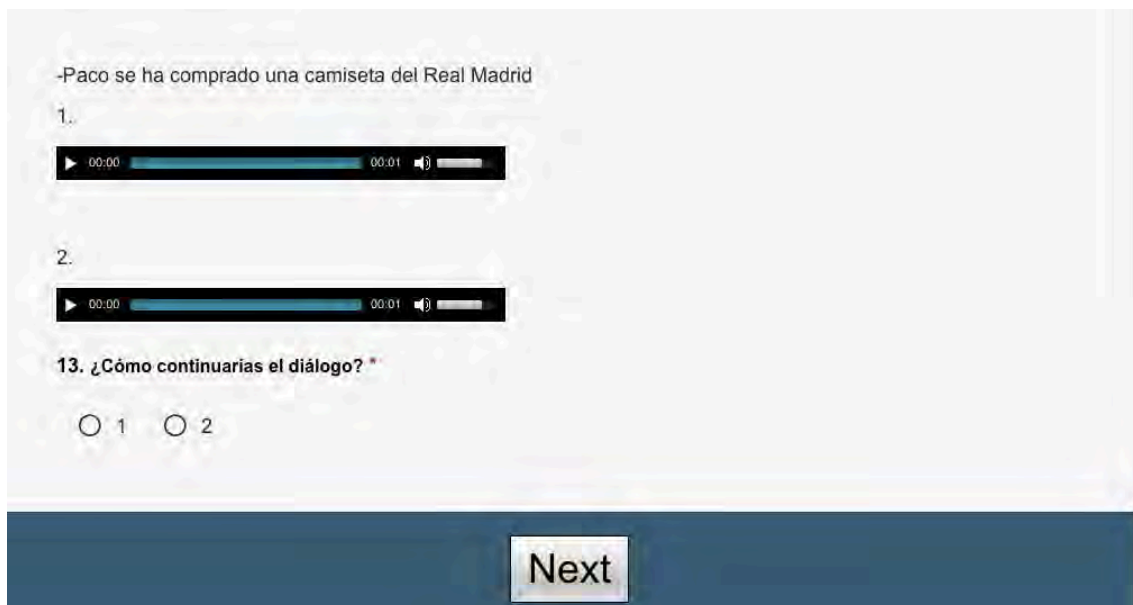 -Paco se ha comprado una camiseta del Real Madrid
1.
00:00 00:01
2.
00:00 00:01
13. ¿Cómo continuarías el diálogo? *
1 2
Next